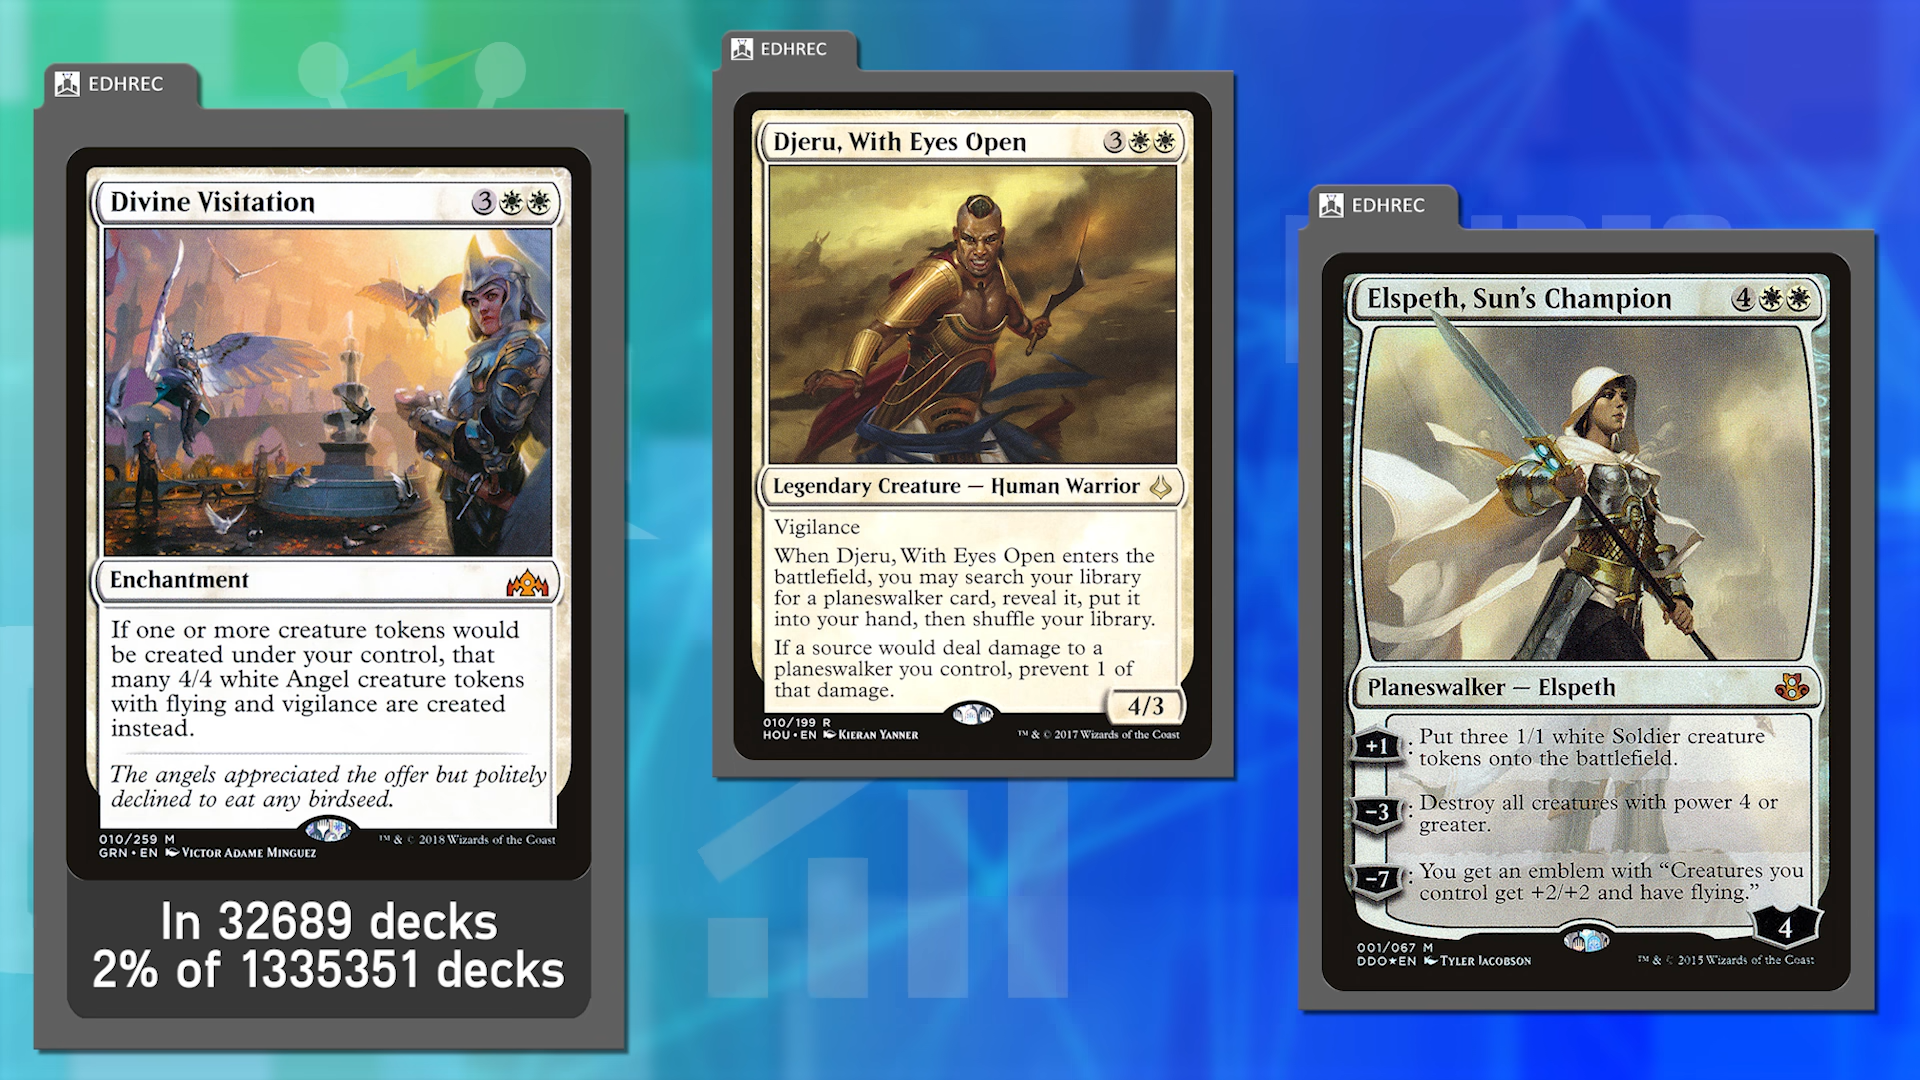 EDHREC
Divine Visitation 3
Enchantment
If one or more creature tokens would
be created under your control, that
many 4/4 white Angel creature tokens
with flying and vigilance are created
instead.
The angels appreciated the offer but politely
declined to eat any birdseed.
010/259 M
GRN • EN VICTOR ADAME MINGUEZ
™ & © 2018 Wizards of the Coast
In 32689 decks
2% of 1335351 decks
EDHREC
Djeru, With Eyes Open 3
Legendary Creature — Human Warrior
Vigilance
When Djeru, With Eyes Open enters the
battlefield, you may search your library
for a planeswalker card, reveal it, put it
into your hand, then shuffle your library.
If a source would deal damage to a
planeswalker you control, prevent 1 of
that damage.
4/3
010/199 R
HOU • EN KIERAN YANNER
™ & © 2017 Wizards of the Coast
EDHREC
Elspeth, Sun's Champion 4
Planeswalker — Elspeth
+1 : Put three 1/1 white Soldier creature
tokens onto the battlefield.
-3 : Destroy all creatures with power 4 or
greater.
-7 : You get an emblem with “Creatures you
control get +2/+2 and have flying.”
4
001/067 M
DDO★EN TYLER JACOBSON
™ & © 2015 Wizards of the Coast